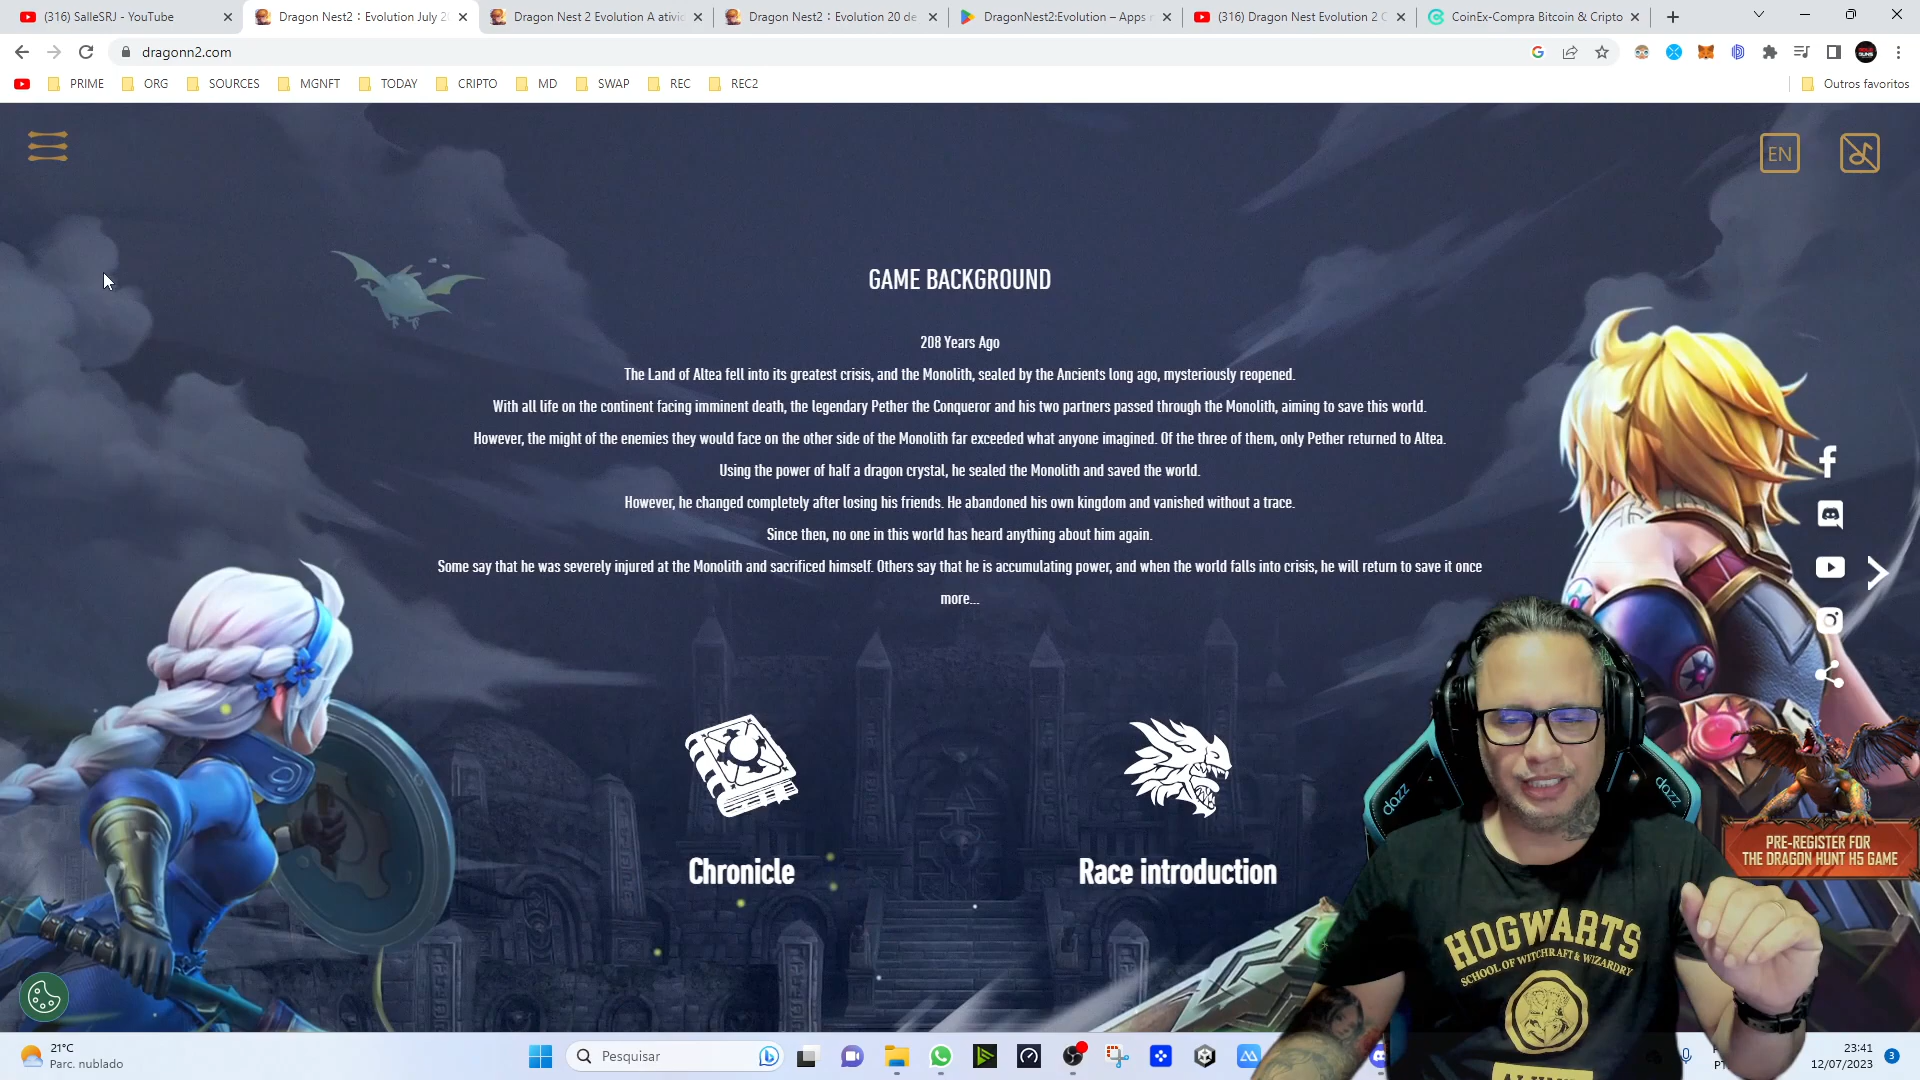 (316) SalleSRJ - YouTube
Dragon Nest2：Evolution July 2
Dragon Nest 2 Evolution A ativid
Dragon Nest2：Evolution 20 de
DragonNest2:Evolution – Apps
(316) Dragon Nest Evolution 2 C
CoinEx-Compra Bitcoin & Cripto
dragonn2.com
PRIME
ORG
SOURCES
MGNFT
TODAY
CRIPTO
MD
SWAP
REC
REC2
Outros favoritos
EN
GAME BACKGROUND
208 Years Ago
The Land of Altea fell into its greatest crisis, and the Monolith, sealed by the Ancients long ago, mysteriously reopened.
With all life on the continent facing imminent death, the legendary Pether the Conqueror and his two partners passed through the Monolith, aiming to save this world.
However, the might of the enemies they would face on the other side of the Monolith far exceeded what anyone imagined. Of the three of them, only Pether returned to Altea.
Using the power of half a dragon crystal, he sealed the Monolith and saved the world.
However, he changed completely after losing his friends. He abandoned his own kingdom and vanished without a trace.
Since then, no one in this world has heard anything about him again.
Some say that he was severely injured at the Monolith and sacrificed himself. Others say that he is accumulating power, and when the world falls into crisis, he will return to save it once
more...
Chronicle
Race introduction
dazz
dazz
PRE-REGISTER FOR
THE DRAGON HUNT H5 GAME
HOGWARTS
SCHOOL OF WITCHCRAFT & WIZARDRY
21°C
Parc. nublado
Pesquisar
23:41
12/07/2023
3